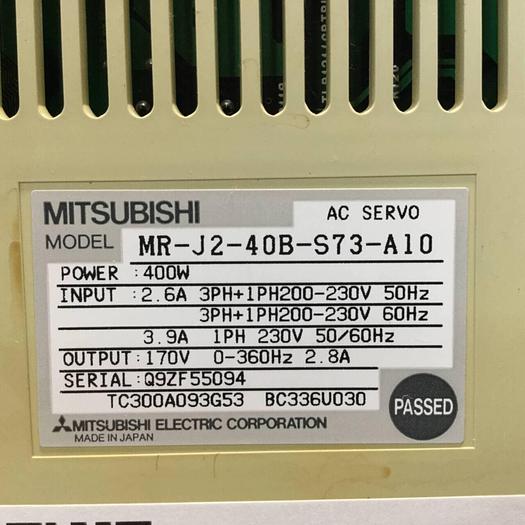 MITSUBISHI AC SERVO
MODEL MR-J2-40B-S73-A10
POWER :400W
INPUT :2.6A 3PH+1PH200-230V 50Hz
3PH+1PH200-230V 60Hz
3.9A 1PH 230V 50/60Hz
OUTPUT:170V 0-360Hz 2.8A
SERIAL:Q9ZF55094
TC300A093G53 BC336U030
PASSED
MITSUBISHI ELECTRIC CORPORATION
MADE IN JAPAN